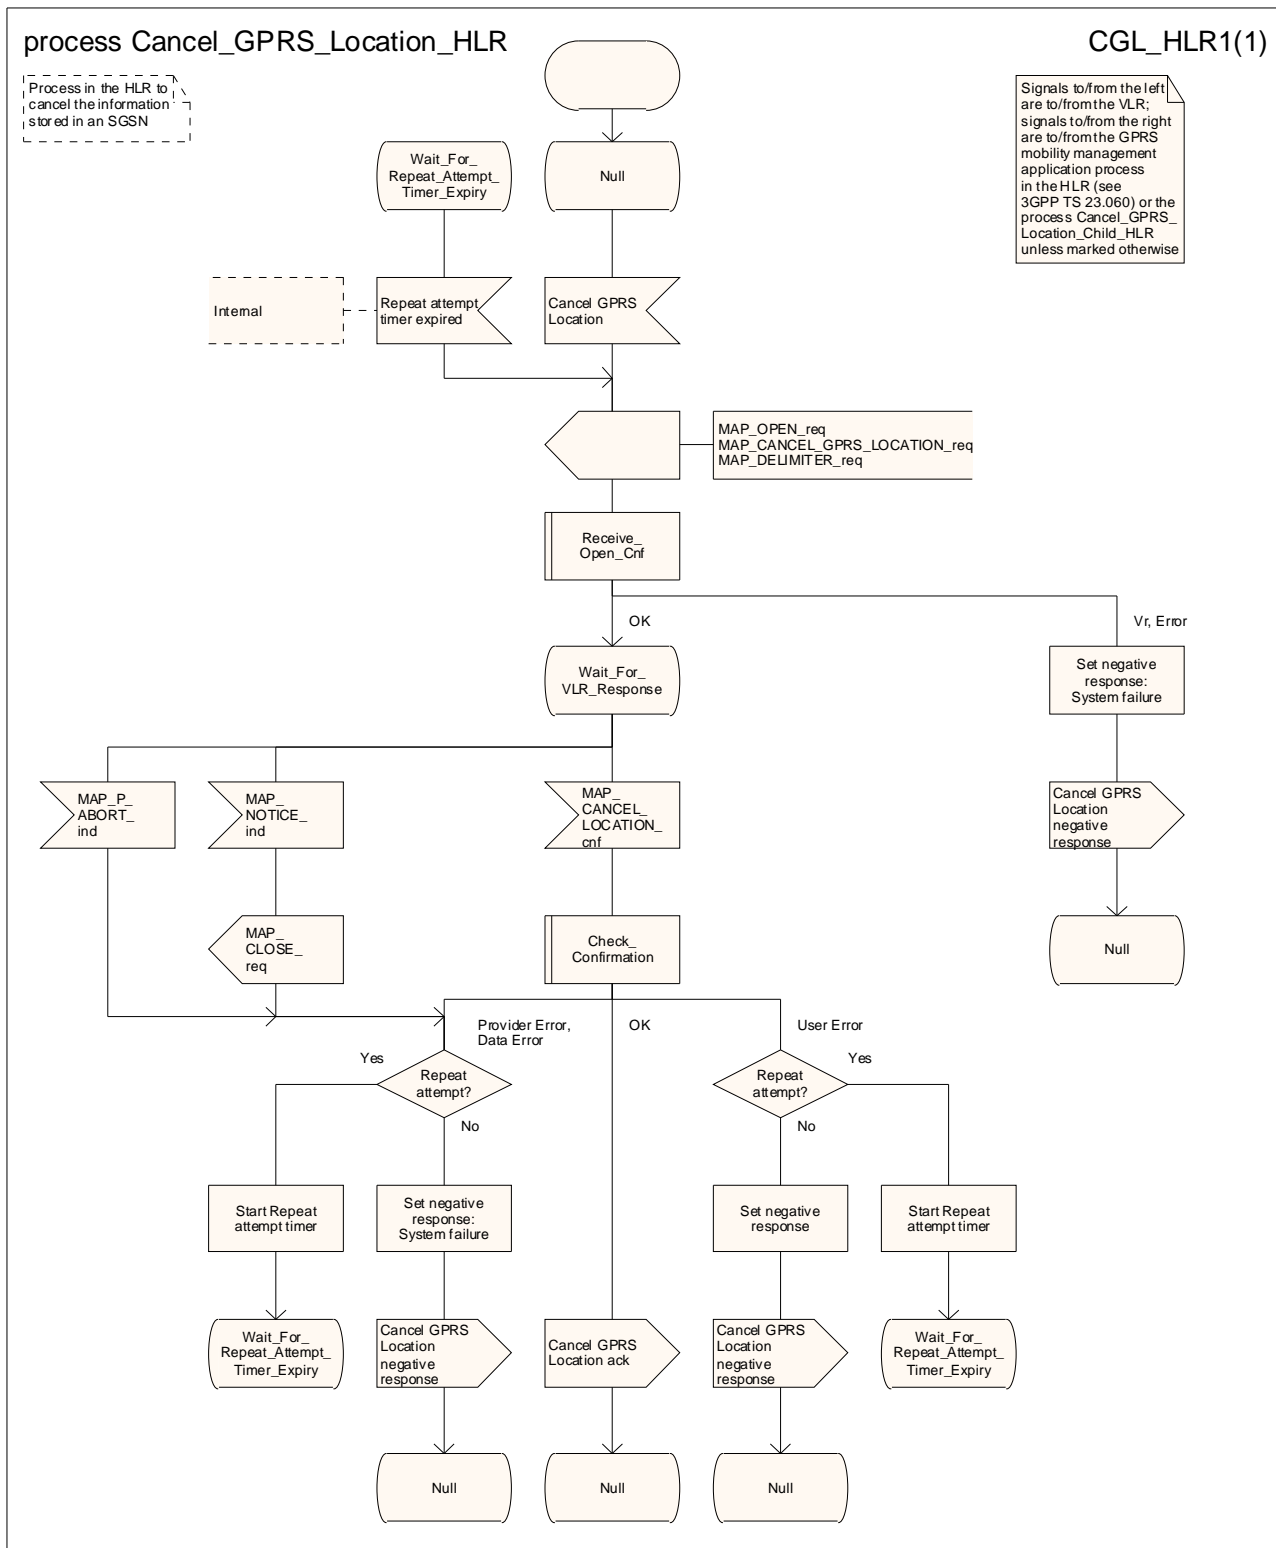 process Cancel_GPRS_Location_HLR
CGL_HLR1(1)
Process in the HLR to
cancel the information
stored in an SGSN
Signals to/from the left
are to/from the VLR;
signals to/from the right
are to/from the GPRS
mobility management
application process
in the HLR (see
3GPP TS 23.060) or the
process Cancel_GPRS_
Location_Child_HLR
unless marked otherwise
Wait_For_
Repeat_Attempt_
Timer_Expiry
Null
Internal
Repeat attempt
timer expired
Cancel GPRS
Location
MAP_OPEN_req
MAP_CANCEL_GPRS_LOCATION_req
MAP_DELIMITER_req
Receive_
Open_Cnf
OK
Vr, Error
Wait_For_
VLR_Response
Set negative
response:
System failure
MAP_P_
ABORT_
ind
MAP_
NOTICE_
ind
MAP_
CANCEL_
LOCATION_
cnf
Cancel GPRS
Location
negative
response
MAP_
CLOSE_
req
Check_
Confirmation
Null
Provider Error,
Data Error
OK
User Error
Yes
Repeat
attempt?
No
Repeat
attempt?
Yes
No
Start Repeat
attempt timer
Set negative
response:
System failure
Set negative
response
Start Repeat
attempt timer
Wait_For_
Repeat_Attempt_
Timer_Expiry
Cancel GPRS
Location
negative
response
Cancel GPRS
Location ack
Cancel GPRS
Location
negative
response
Wait_For_
Repeat_Attempt_
Timer_Expiry
Null
Null
Null